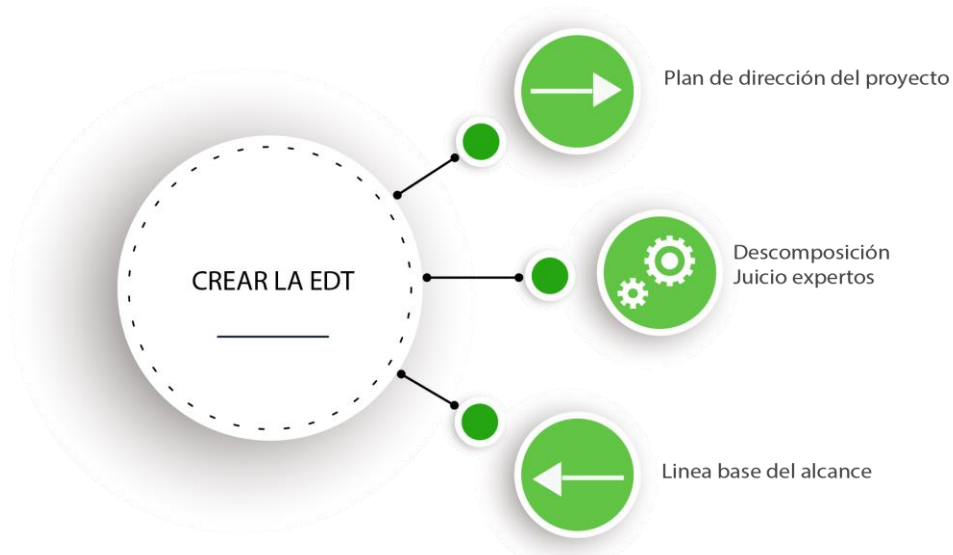 Plan de dirección del proyecto
CREAR LA EDT
Descomposición
Juicio expertos
Linea base del alcance